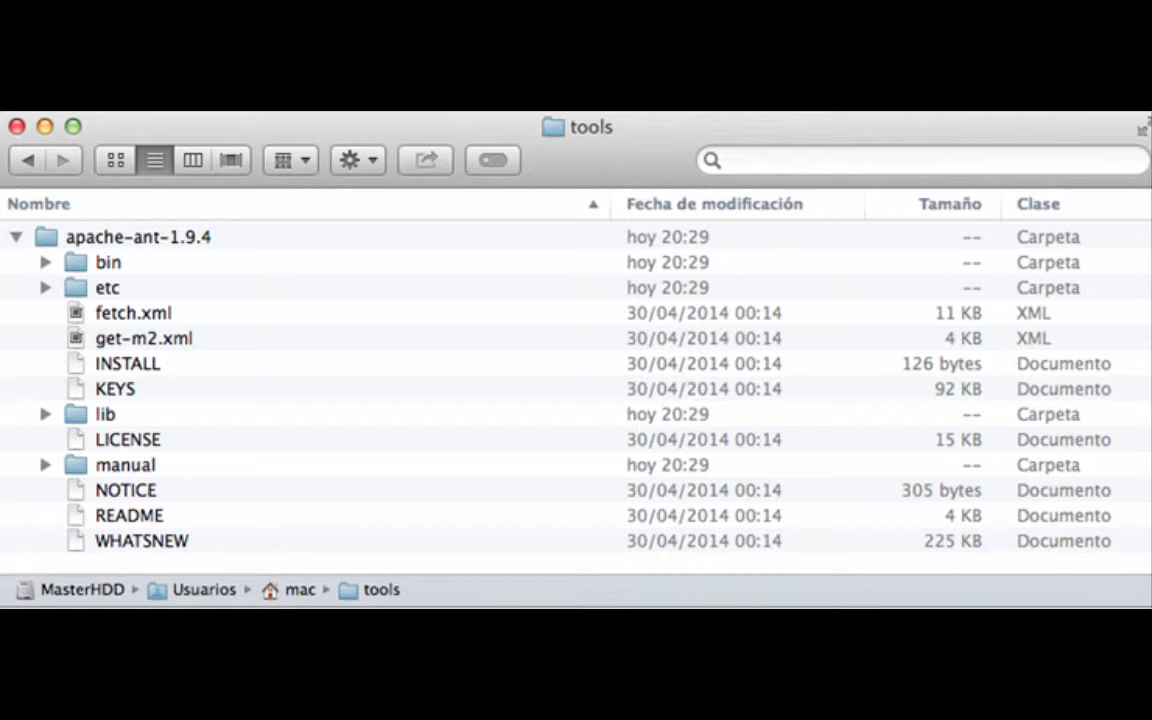 tools
Nombre Fecha de modificación Tamaño Clase
apache-ant-1.9.4 hoy 20:29 -- Carpeta
bin hoy 20:29 -- Carpeta
etc hoy 20:29 -- Carpeta
fetch.xml 30/04/2014 00:14 11 KB XML
get-m2.xml 30/04/2014 00:14 4 KB XML
INSTALL 30/04/2014 00:14 126 bytes Documento
KEYS 30/04/2014 00:14 92 KB Documento
lib hoy 20:29 -- Carpeta
LICENSE 30/04/2014 00:14 15 KB Documento
manual hoy 20:29 -- Carpeta
NOTICE 30/04/2014 00:14 305 bytes Documento
README 30/04/2014 00:14 4 KB Documento
WHATSNEW 30/04/2014 00:14 225 KB Documento
MasterHDD Usuarios mac tools